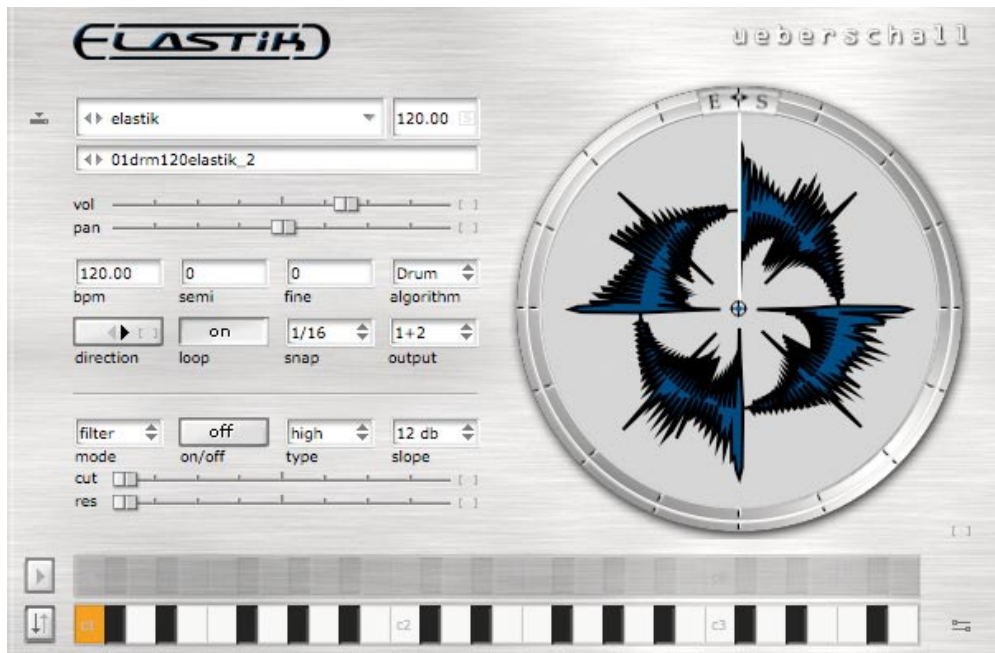 ELASTIK
ueberschall
E S
elastik 120.00 S
01drm120elastik_2
vol
pan
120.00 0 0 Drum
bpm semi fine algorithm
on 1/16 1+2
direction loop snap output
filter off high 12 db
mode on/off type slope
cut
res
c3
c1 c2 c3